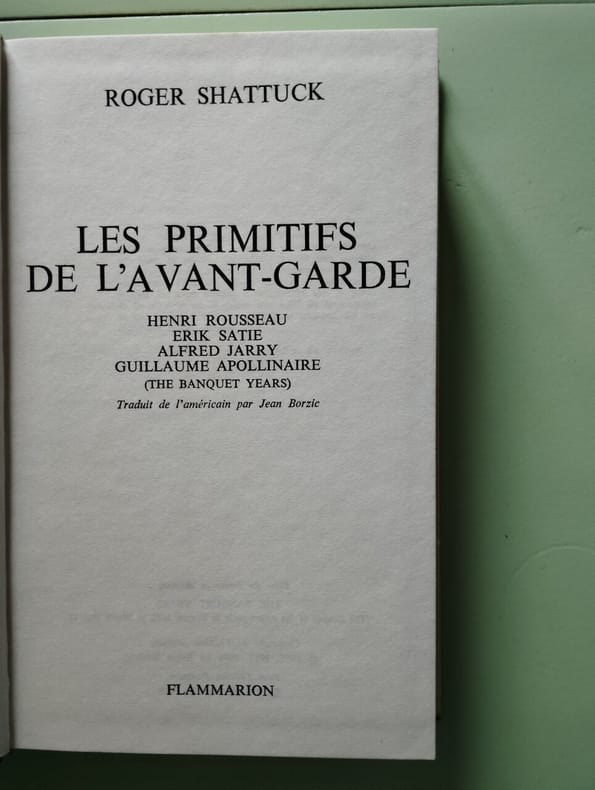 ROGER SHATTUCK
LES PRIMITIFS
DE L'AVANT-GARDE
HENRI ROUSSEAU
ERIK SATIE
ALFRED JARRY
GUILLAUME APOLLINAIRE
(THE BANQUET YEARS)
Traduit de l'américain par Jean Borzic
FLAMMARION